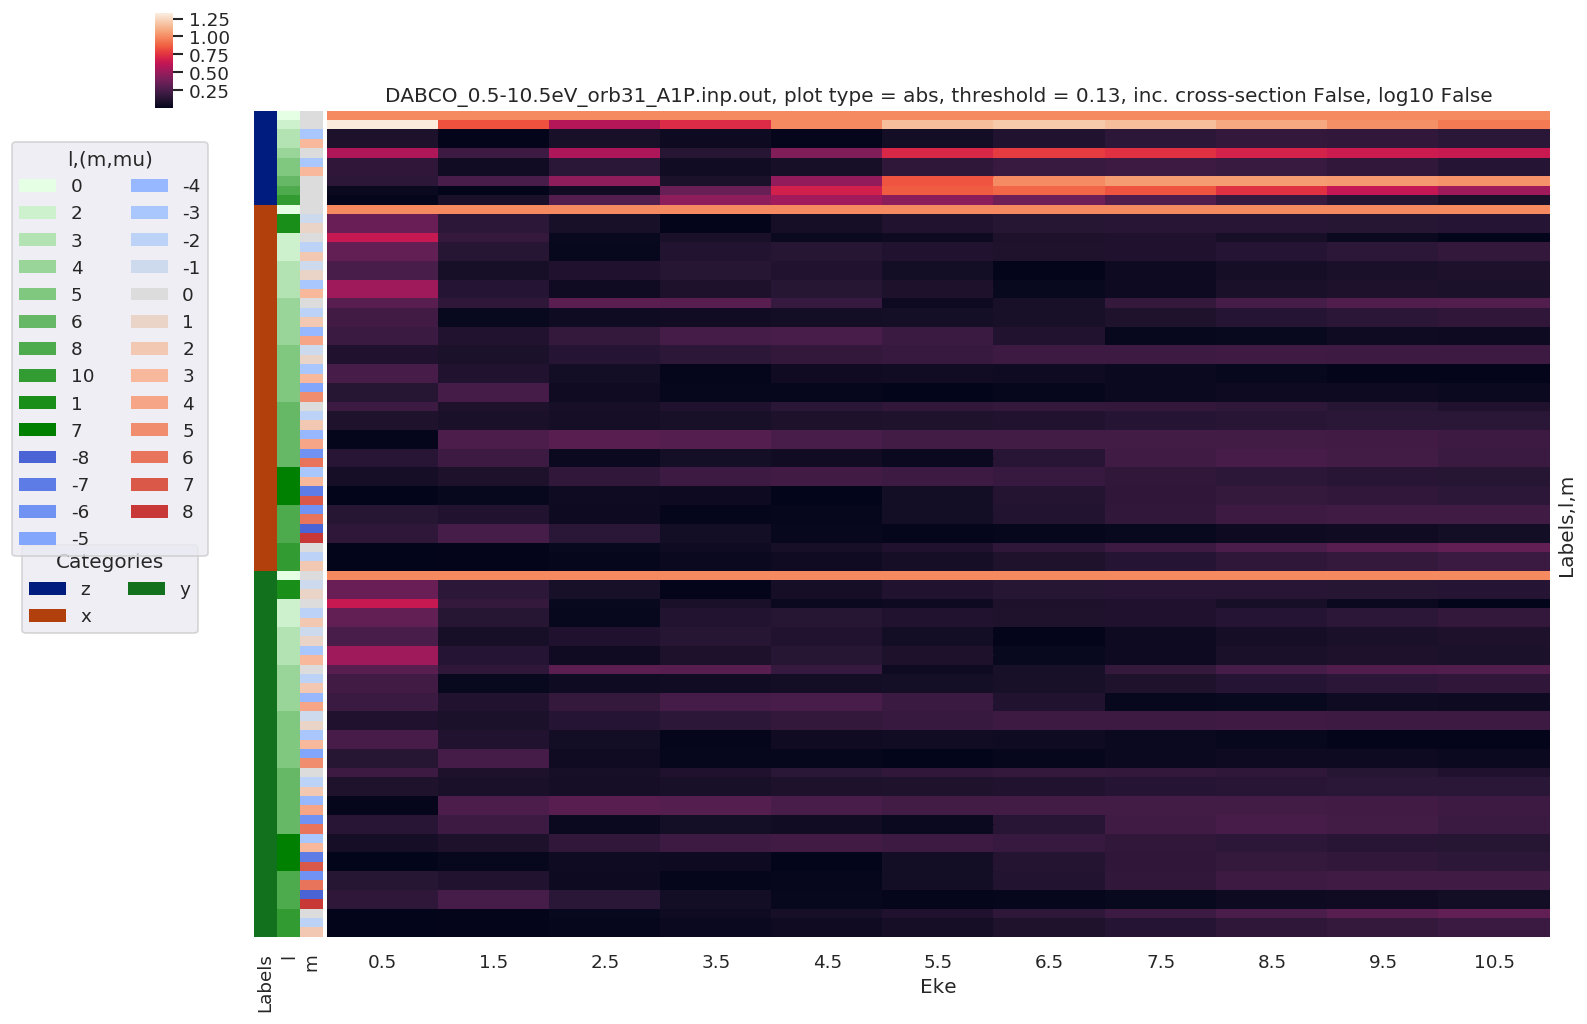 1.25
1.00
0.75
0.50
0.25
DABCO_0.5-10.5eV_orb31_A1P.inp.out, plot type = abs, threshold = 0.13, inc. cross-section False, log10 False
l,(m,mu)
0 -4
2 -3
3 -2
4 -1
5 0
6 1
8 2
10 3
1 4
7 5
-8 6
-7 7
-6 8
-5
Categories
z y
x
Labels,l,m
Labels
l
m
0.5 1.5 2.5 3.5 4.5 5.5 6.5 7.5 8.5 9.5 10.5
Eke